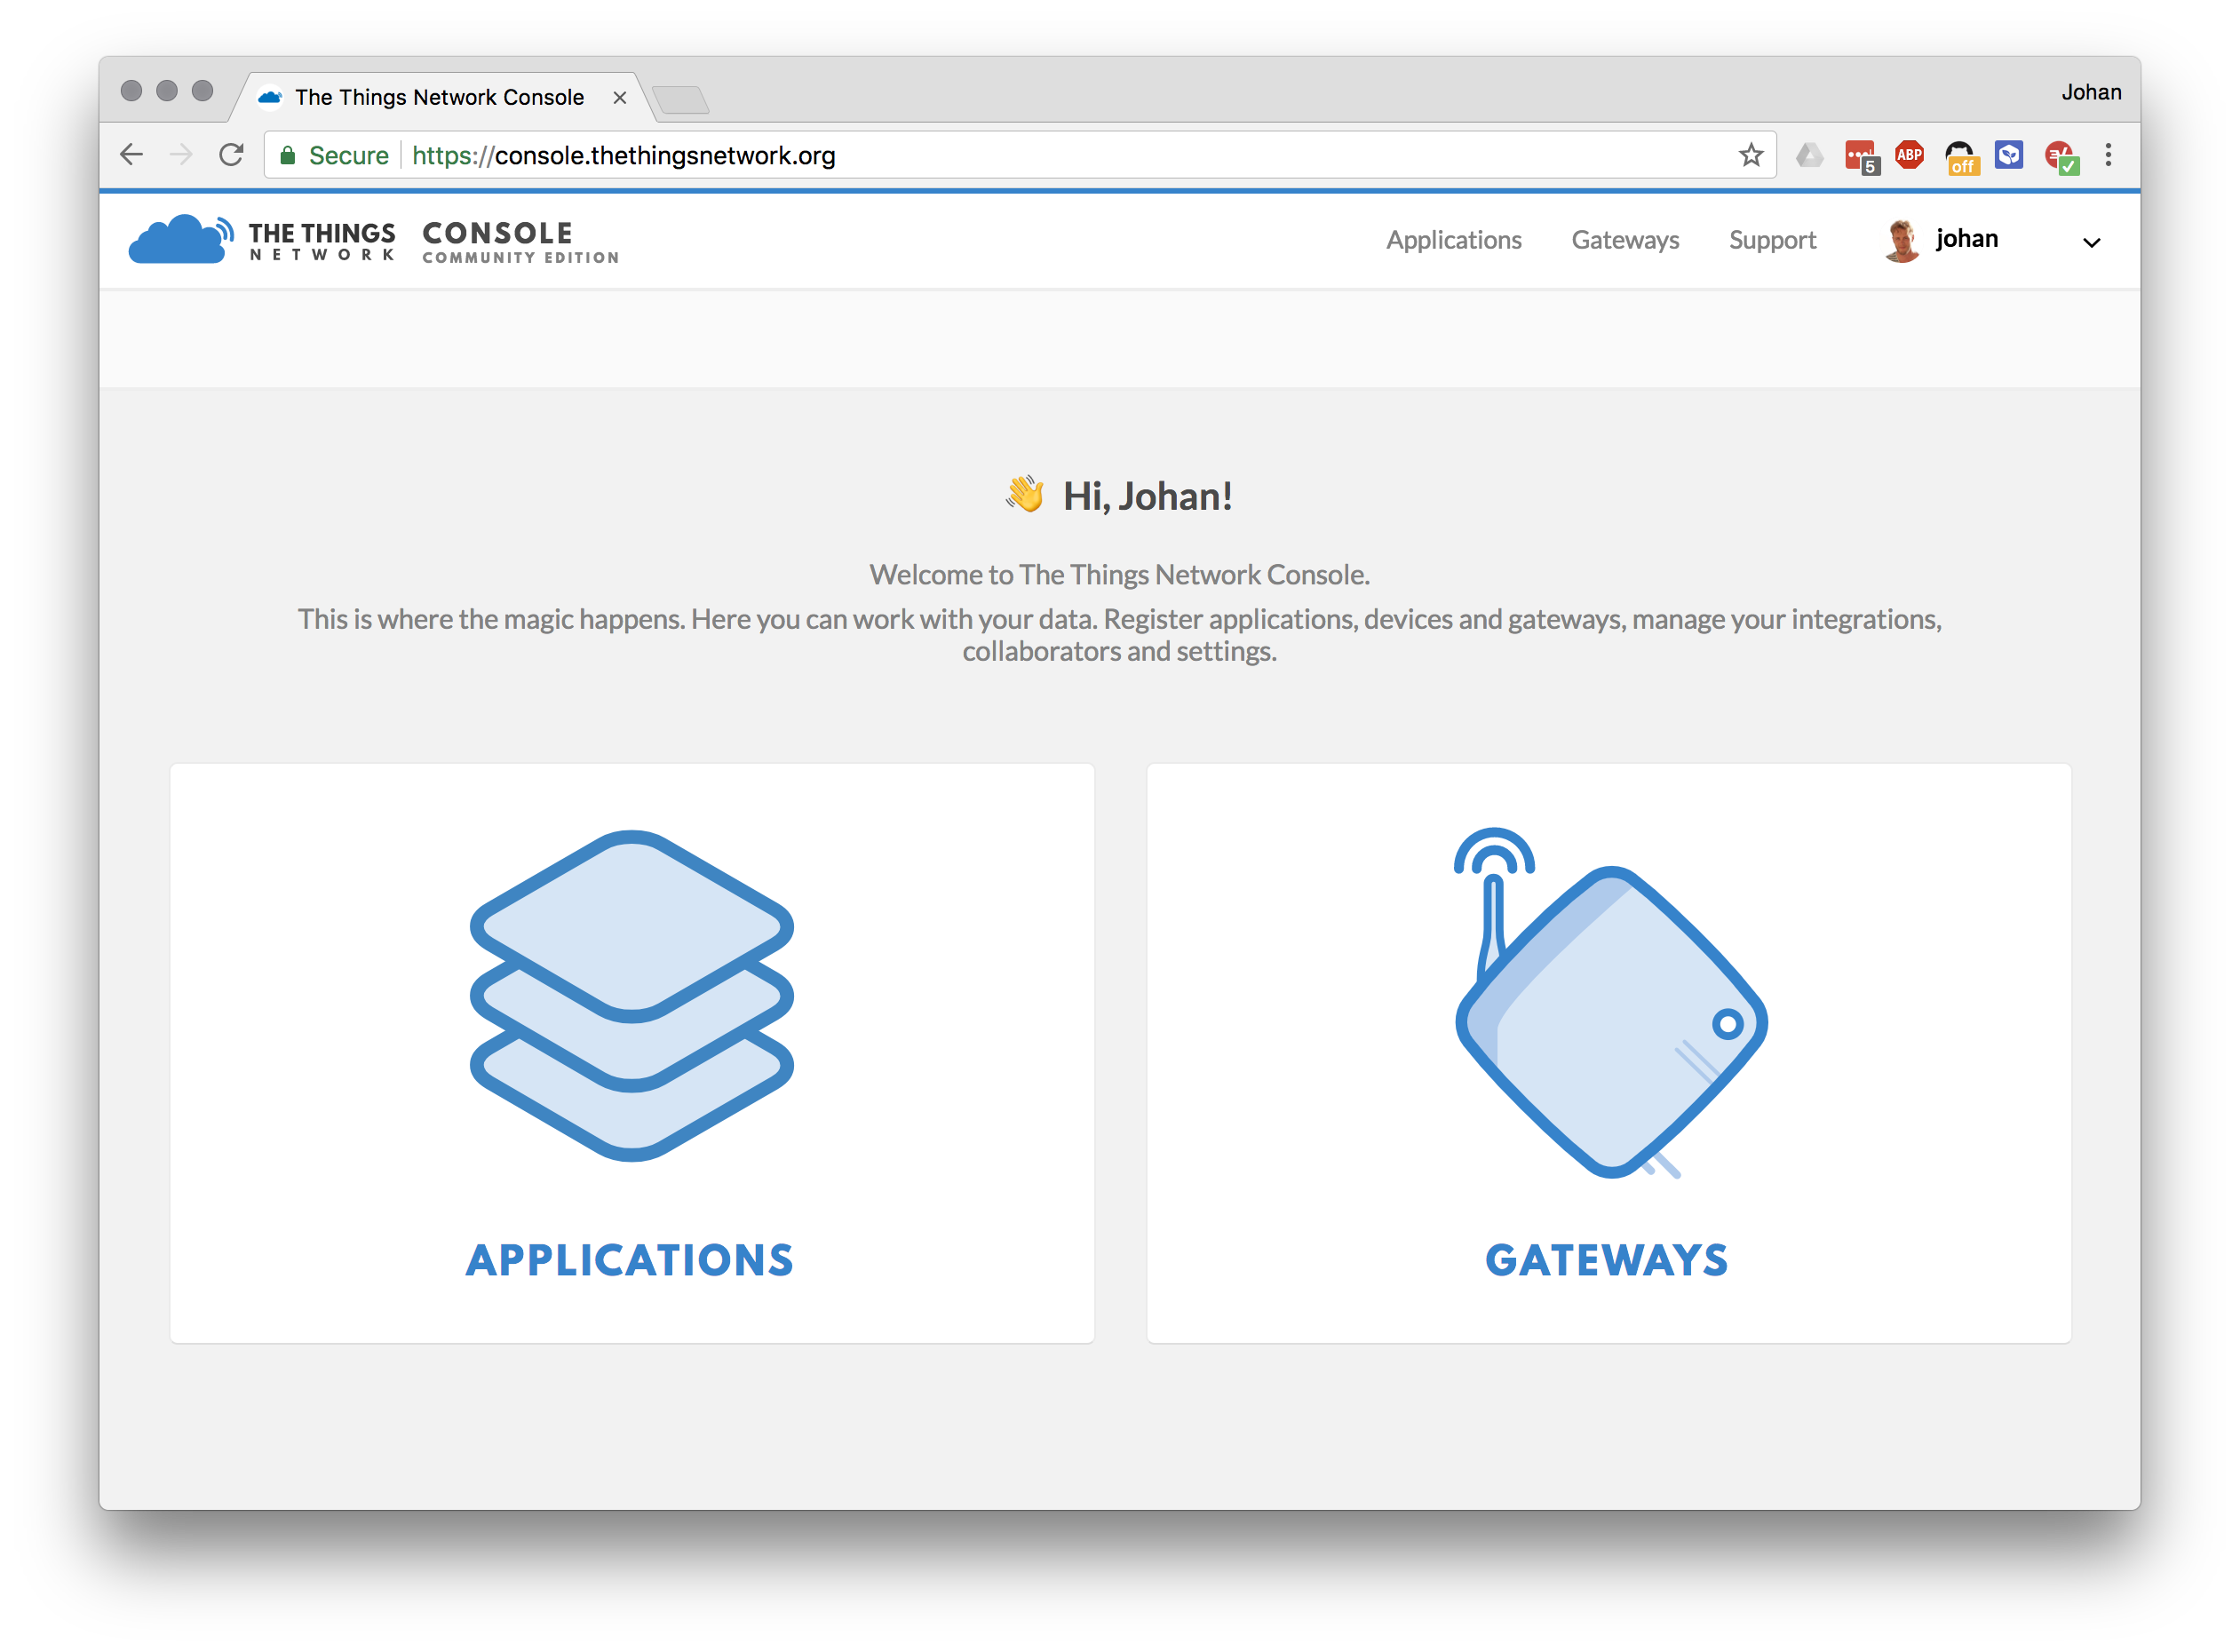 The Things Network Console
Johan
Secure https://console.thethingsnetwork.org
5
ABP
off
THE THINGS
NETWORK
CONSOLE
COMMUNITY EDITION
Applications
Gateways
Support
johan
👋 Hi, Johan!
Welcome to The Things Network Console.
This is where the magic happens. Here you can work with your data. Register applications, devices and gateways, manage your integrations,
collaborators and settings.
APPLICATIONS
GATEWAYS